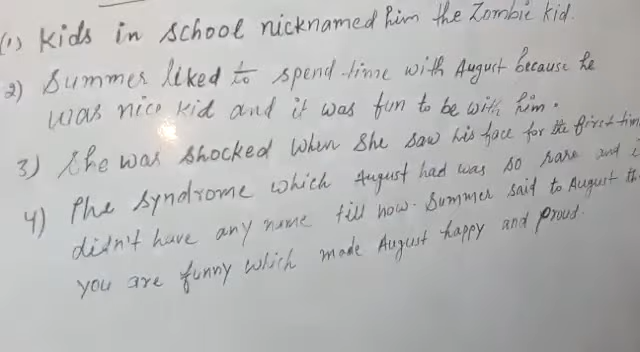 (1) Kids in school nicknamed him the Zombie kid.
2) Summer liked to spend time with August because he
was nice kid and it was fun to be with him.
3) She was shocked when she saw his face for the first tim
4) The syndrome which August had was so rare and i
didn't have any name till now. Summer said to August th
you are funny which made August happy and proud.